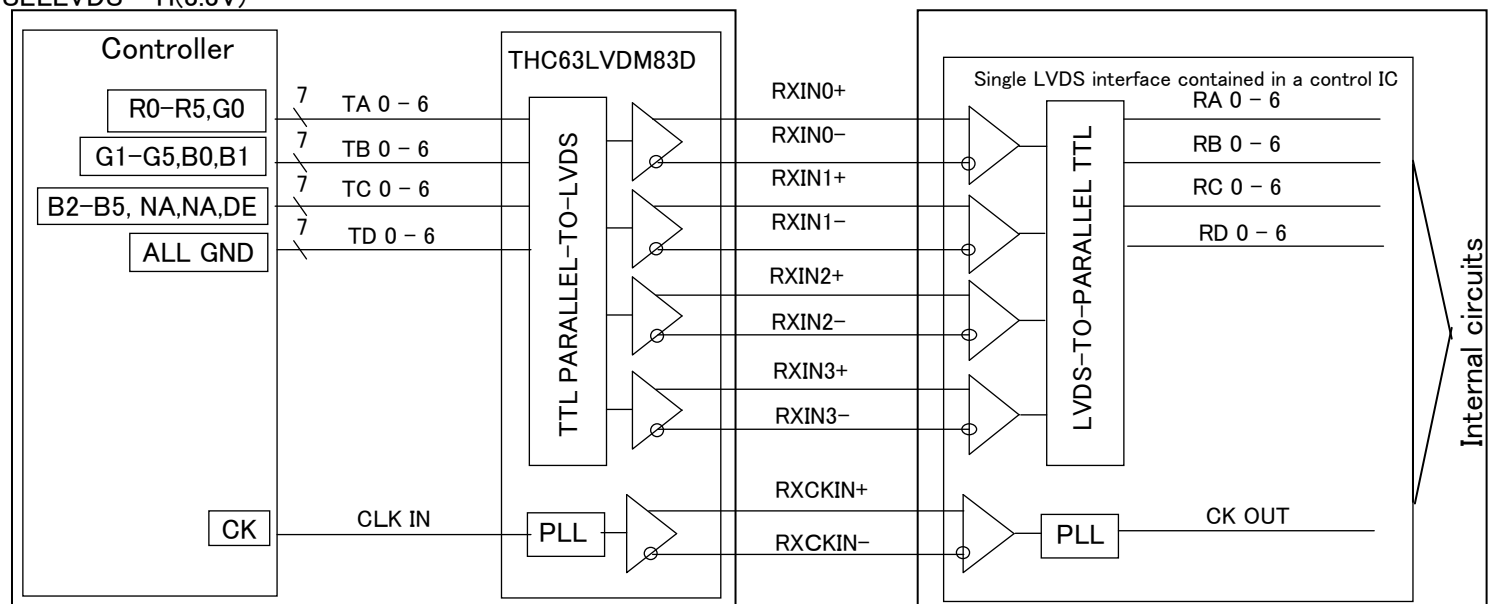 Controller
THC63LVDM83D
Single LVDS interface contained in a control IC
R0-R5,G0
7
TA 0 - 6
RXIN0+
RA 0 - 6
G1-G5,B0,B1
7
TB 0 - 6
RXIN0-
RB 0 - 6
B2-B5, NA,NA,DE
7
TC 0 - 6
RXIN1+
RC 0 - 6
ALL GND
7
TD 0 - 6
RXIN1-
RD 0 - 6
TTL PARALLEL-TO-LVDS
RXIN2+
RXIN2-
RXIN3+
RXIN3-
LVDS-TO-PARALLEL TTL
Internal circuits
CK
CLK IN
PLL
RXCKIN+
RXCKIN-
PLL
CK OUT